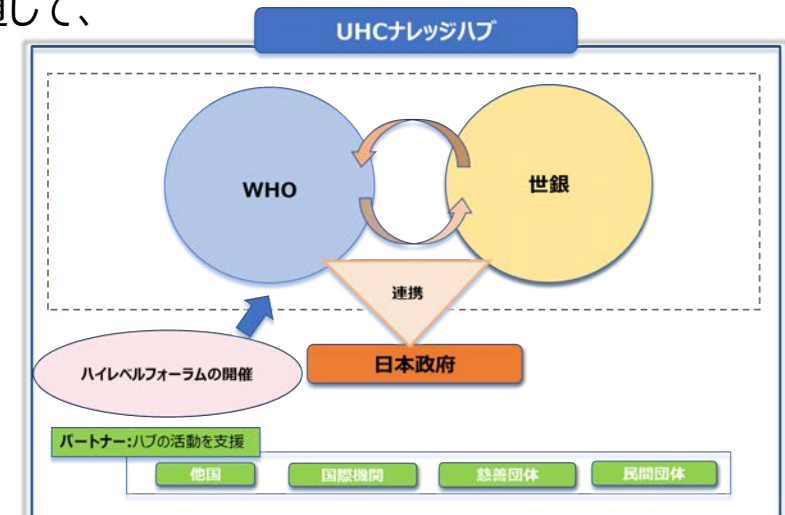 通して、
UHCナレッジハブ
WHO
世銀
連携
日本政府
ハイレベルフォーラムの開催
パートナー:ハブの活動を支援
他国
国際機関
慈善団体
民間団体